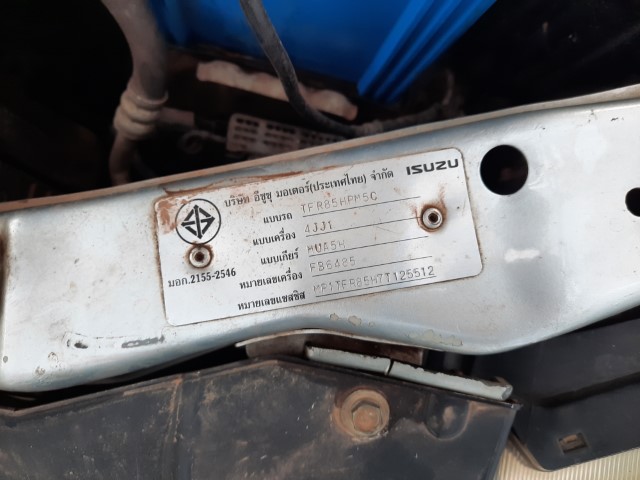 บริษัท อีซูซุ มอเตอร์(ประเทศไทย) จำกัด ISUZU
แบบรถ TFR85HPM5C
แบบเครื่อง 4JJ1
แบบเกียร์ MUA5H
หมายเลขเครื่อง FB6485
หมายเลขแชสซิส MP1TFR85H7T125512
มอก.2155-2546